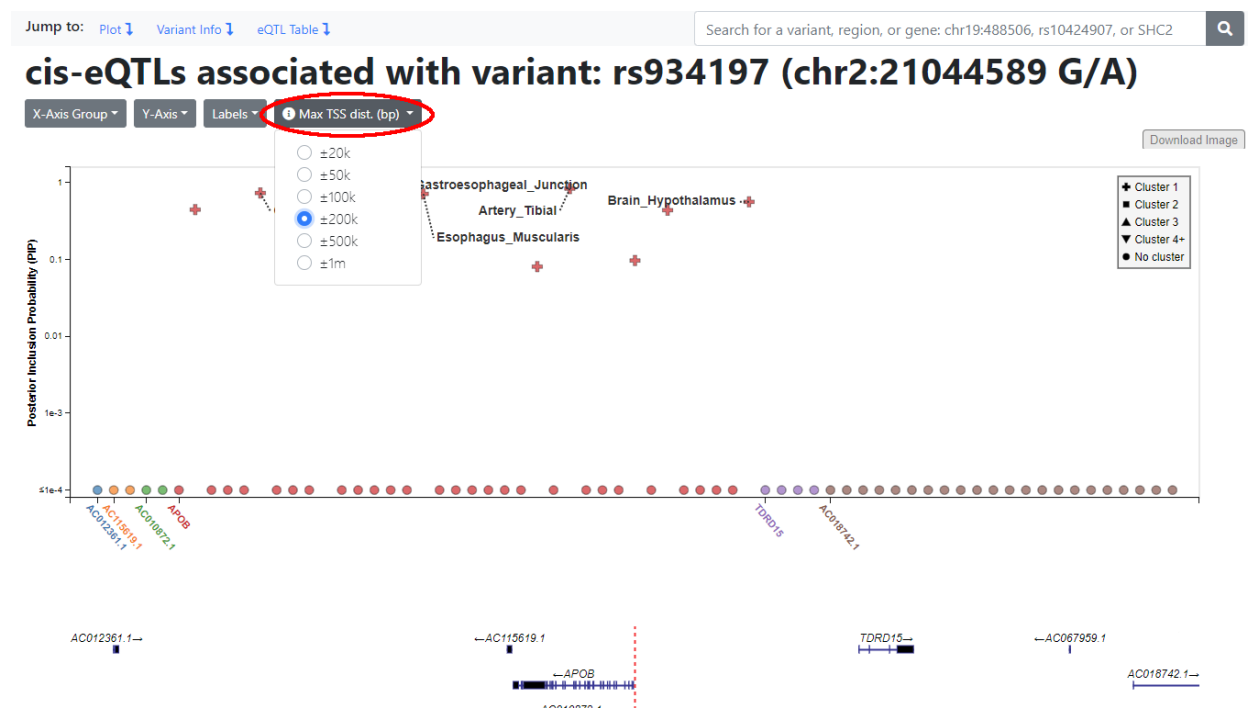 Jump to: Plot ⤵ Variant Info ⤵ eQTL Table ⤵ Search for a variant, region, or gene: chr19:488506, rs10424907, or SHC2
cis-eQTLs associated with variant: rs934197 (chr2:21044589 G/A)
X-Axis Group Y-Axis Labels Max TSS dist. (bp)
Download Image
±20k
±50k
±100k
±200k
±500k
±1m
Gastroesophageal_Junction
Brain_Hypothalamus
Artery_Tibial
Esophagus_Muscularis
Cluster 1
Cluster 2
Cluster 3
Cluster 4+
No cluster
Posterior Inclusion Probability (PIP)
1
0.1
0.01
1e-3
≤1e-4
AC012361.1 AC115619.1 AC010872.1 APOB TDRD15 AC018742.1
AC012361.1→ ←AC115619.1 TDRD15→ ←AC067959.1
←APOB AC018742.1→